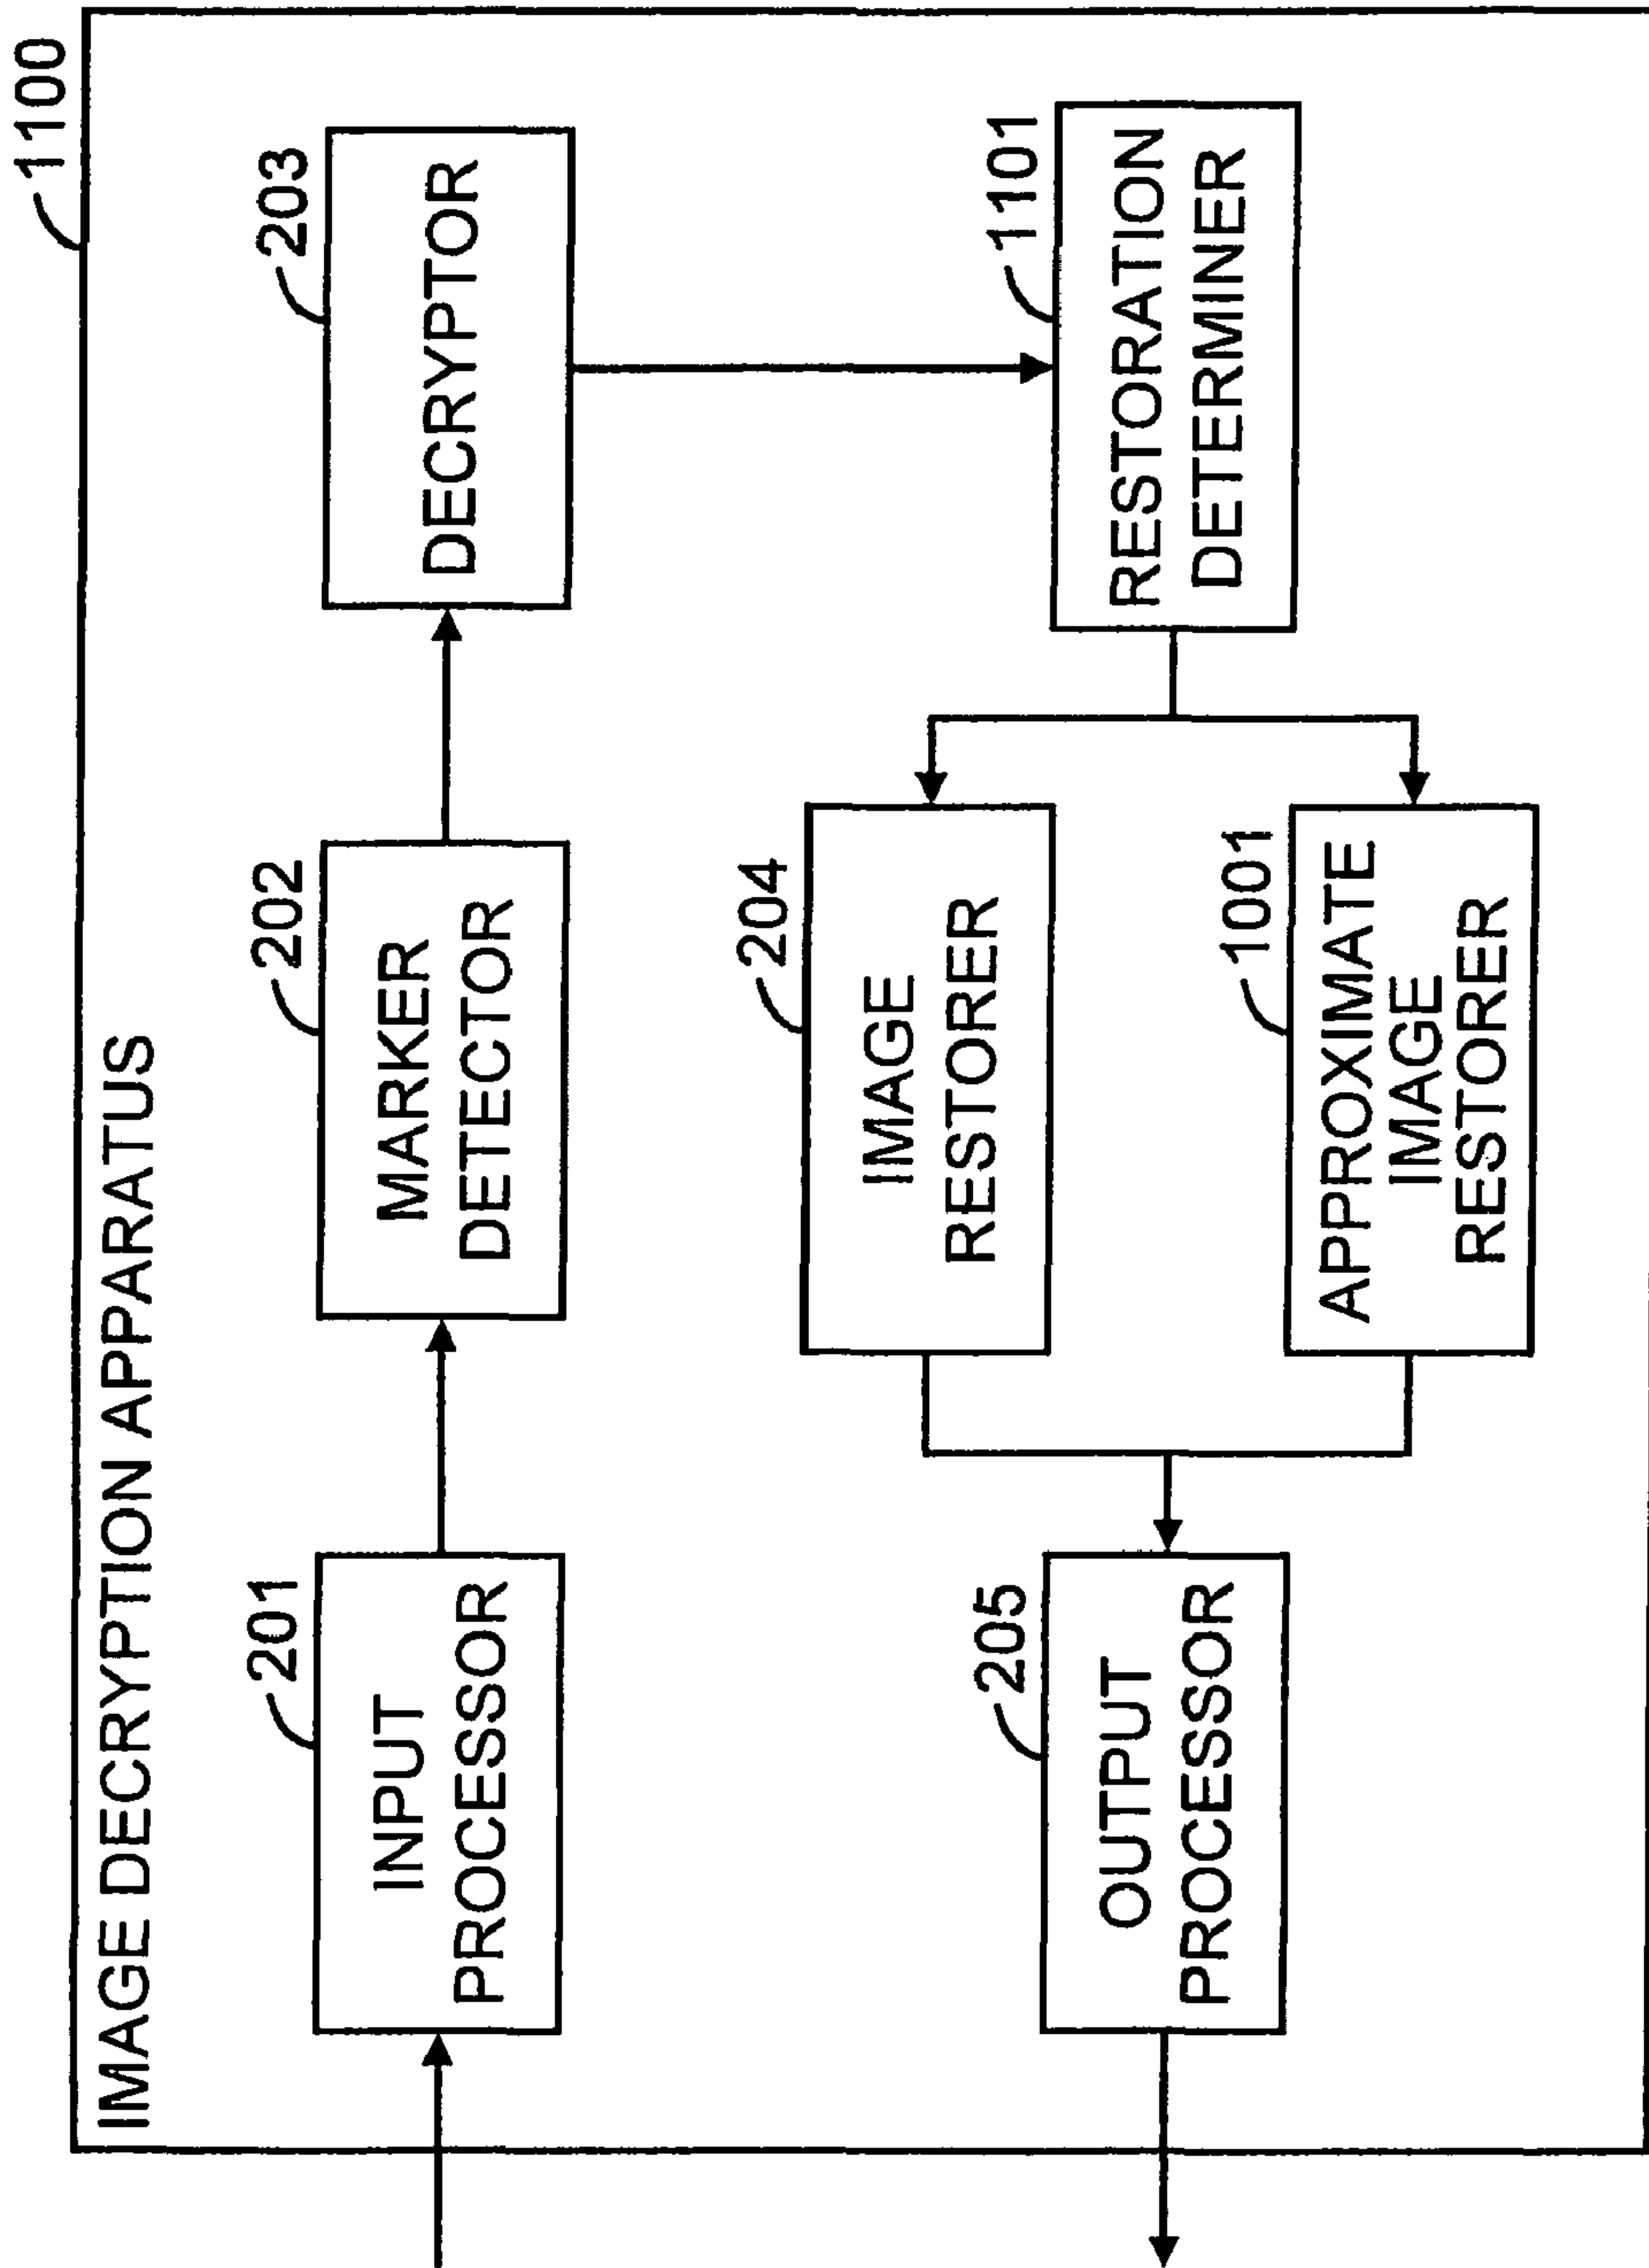 1100
IMAGE DECRYPTION APPARATUS
201
INPUT
PROCESSOR
202
MARKER
DETECTOR
203
DECRYPTOR
205
OUTPUT
PROCESSOR
204
IMAGE
RESTORER
1001
APPROXIMATE
IMAGE
RESTORER
1101
RESTORATION
DETERMINER